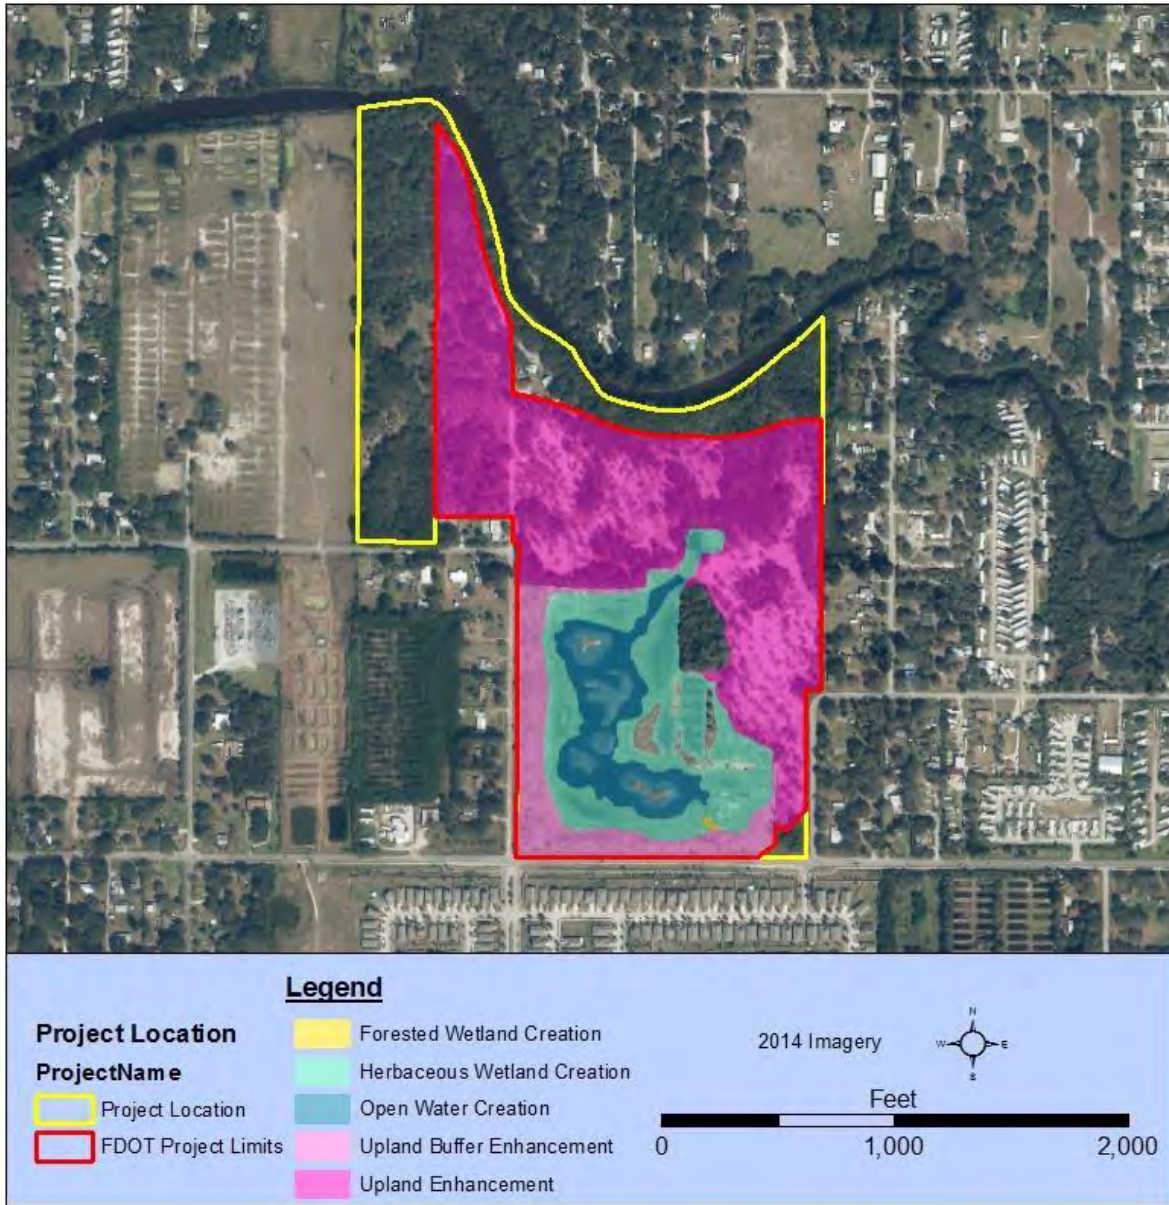 Legend
Project Location
ProjectName
Project Location
FDOT Project Limits
Forested Wetland Creation
Herbaceous Wetland Creation
Open Water Creation
Upland Buffer Enhancement
Upland Enhancement
2014 Imagery
N
W E
S
Feet
0 1,000 2,000